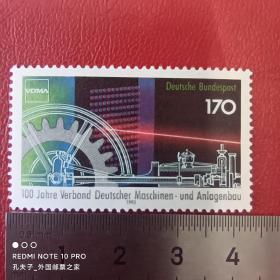 VDMA
Deutsche Bundespost
170
100 Jahre Verband Deutscher Maschinen- und Anlagenbau
1992
1 2 3 4
REDMI NOTE 10 PRO
孔夫子_外国邮票之家